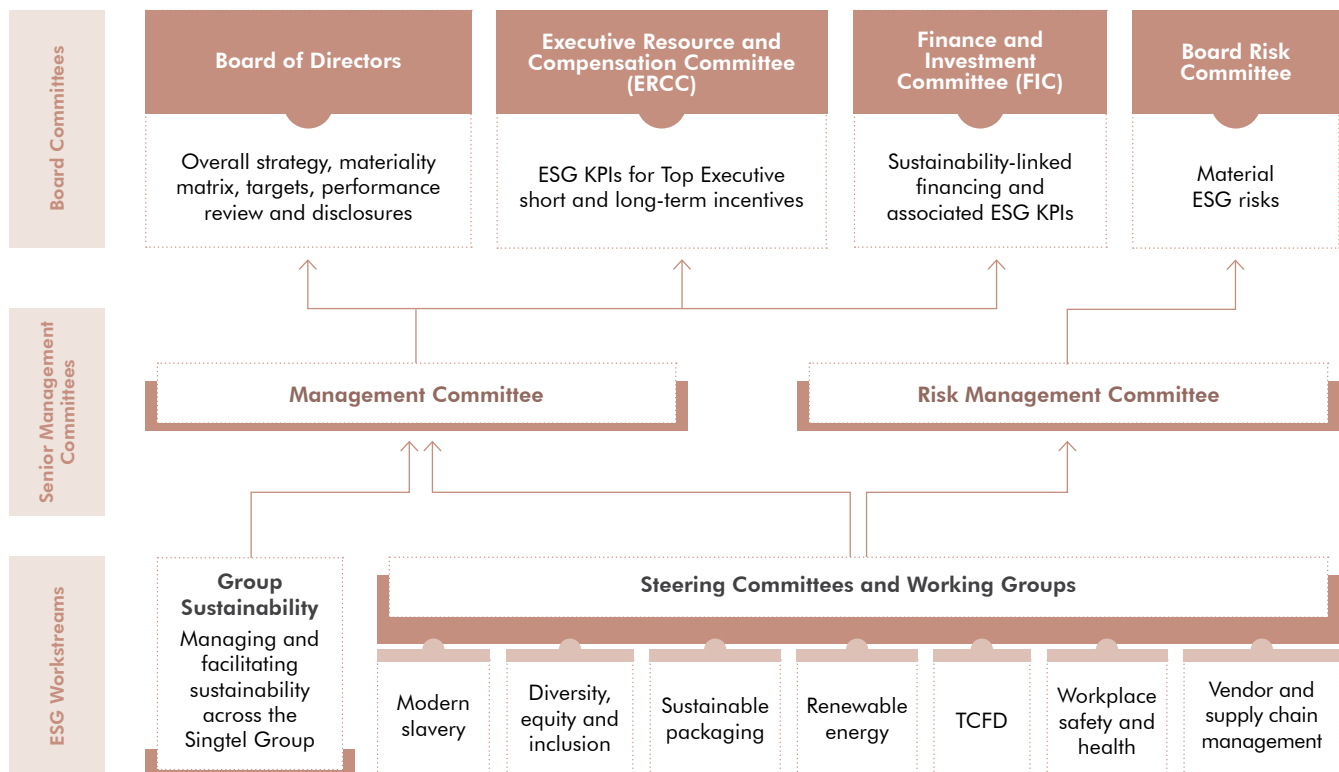 Board Committees
Board of Directors
Overall strategy, materiality
matrix, targets, performance
review and disclosures
Executive Resource and
Compensation Committee
(ERCC)
ESG KPIs for Top Executive
short and long-term incentives
Finance and
Investment
Committee (FIC)
Sustainability-linked
financing and
associated ESG KPIs
Board Risk
Committee
Material
ESG risks
Senior Management
Committees
Management Committee
Risk Management Committee
ESG Workstreams
Group
Sustainability
Managing and
facilitating
sustainability
across the
Singtel Group
Steering Committees and Working Groups
Modern
slavery
Diversity,
equity and
inclusion
Sustainable
packaging
Renewable
energy
TCFD
Workplace
safety and
health
Vendor and
supply chain
management